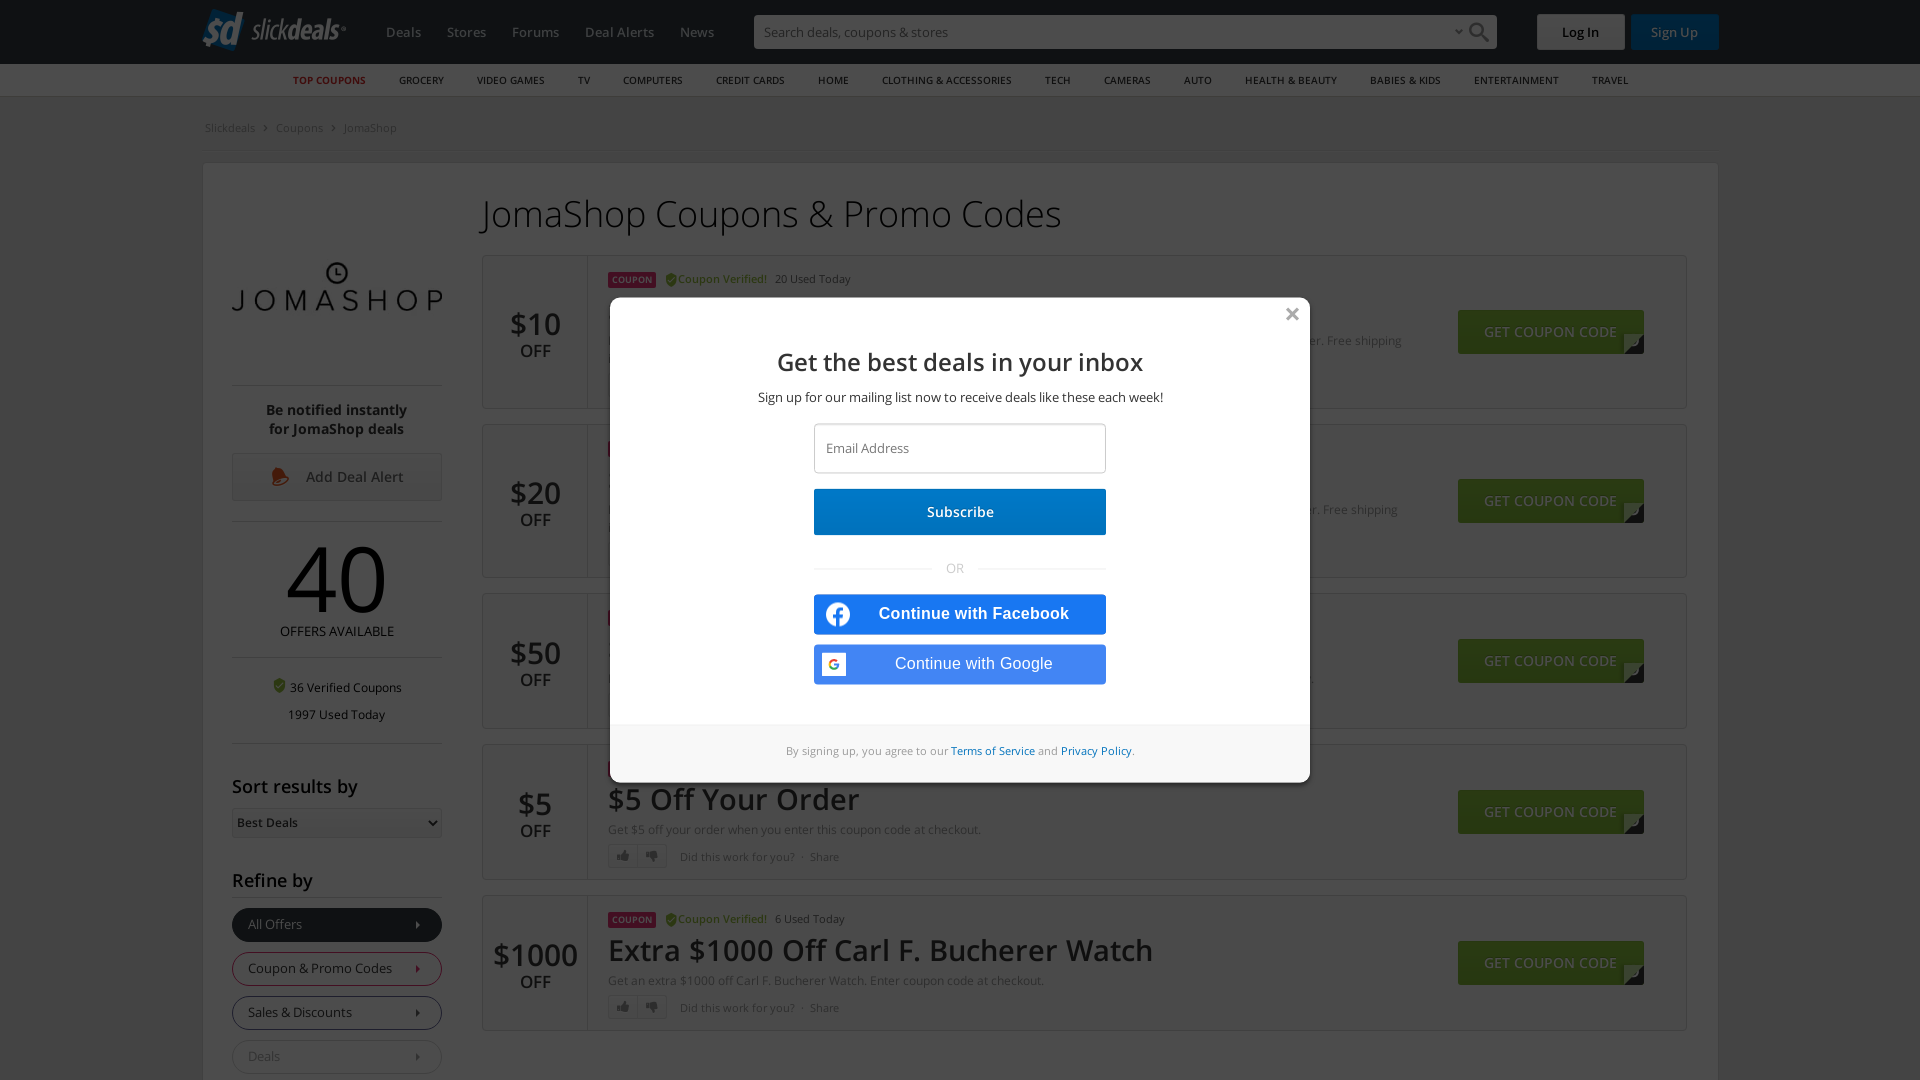 slickdeals
Deals
Stores
Forums
Deal Alerts
News
Search deals, coupons & stores
Log In
Sign Up
TOP COUPONS
GROCERY
VIDEO GAMES
TV
COMPUTERS
CREDIT CARDS
HOME
CLOTHING & ACCESSORIES
TECH
CAMERAS
AUTO
HEALTH & BEAUTY
BABIES & KIDS
ENTERTAINMENT
TRAVEL
Slickdeals
Coupons
JomaShop
JOMASHOP
Be notified instantly
for JomaShop deals
Add Deal Alert
40
OFFERS AVAILABLE
36 Verified Coupons
1997 Used Today
Sort results by
Best Deals
Refine by
All Offers
Coupon & Promo Codes
Sales & Discounts
Deals
JomaShop Coupons & Promo Codes
$10
OFF
COUPON
Coupon Verified!
20 Used Today
Free shipping
GET COUPON CODE
$20
OFF
Free shipping
GET COUPON CODE
$50
OFF
GET COUPON CODE
$5
OFF
$5 Off Your Order
Get $5 off your order when you enter this coupon code at checkout.
Did this work for you? · Share
GET COUPON CODE
$1000
OFF
COUPON
Coupon Verified!
6 Used Today
Extra $1000 Off Carl F. Bucherer Watch
Get an extra $1000 off Carl F. Bucherer Watch. Enter coupon code at checkout.
Did this work for you? · Share
GET COUPON CODE
Get the best deals in your inbox
Sign up for our mailing list now to receive deals like these each week!
Email Address
Subscribe
OR
Continue with Facebook
Continue with Google
By signing up, you agree to our Terms of Service and Privacy Policy.